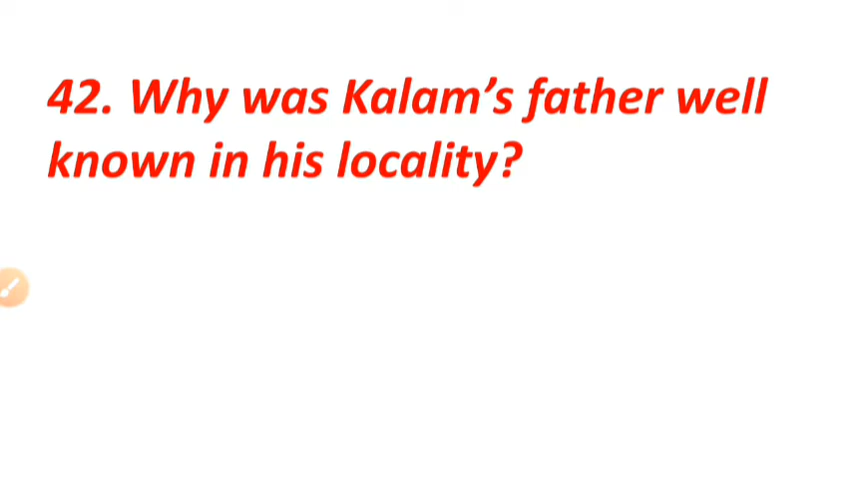 42. Why was Kalam’s father well
known in his locality?